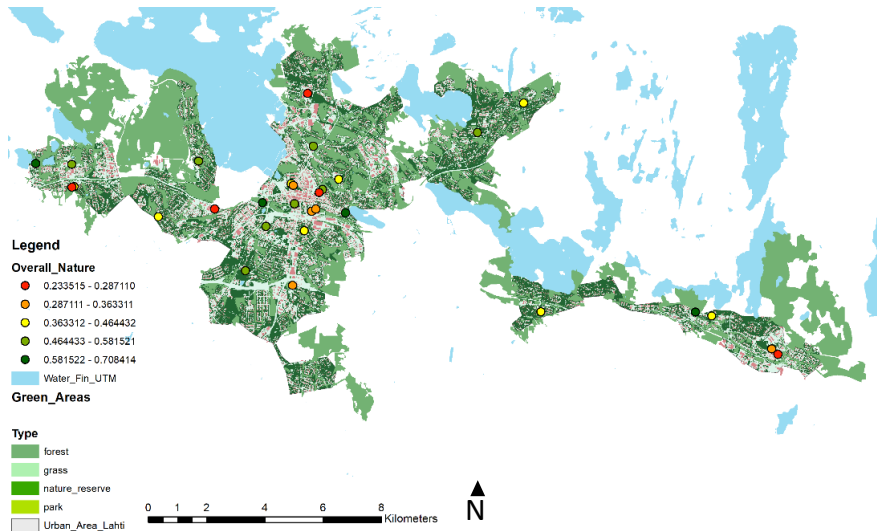 Legend
Overall_Nature
0.233515 - 0.287110
0.287111 - 0.363311
0.363312 - 0.464432
0.464433 - 0.581521
0.581522 - 0.708414
Water_Fin_UTM
Green_Areas
Type
forest
grass
nature_reserve
park
Urban_Area_Lahti
0 2 4 6 8
Kilometers
N